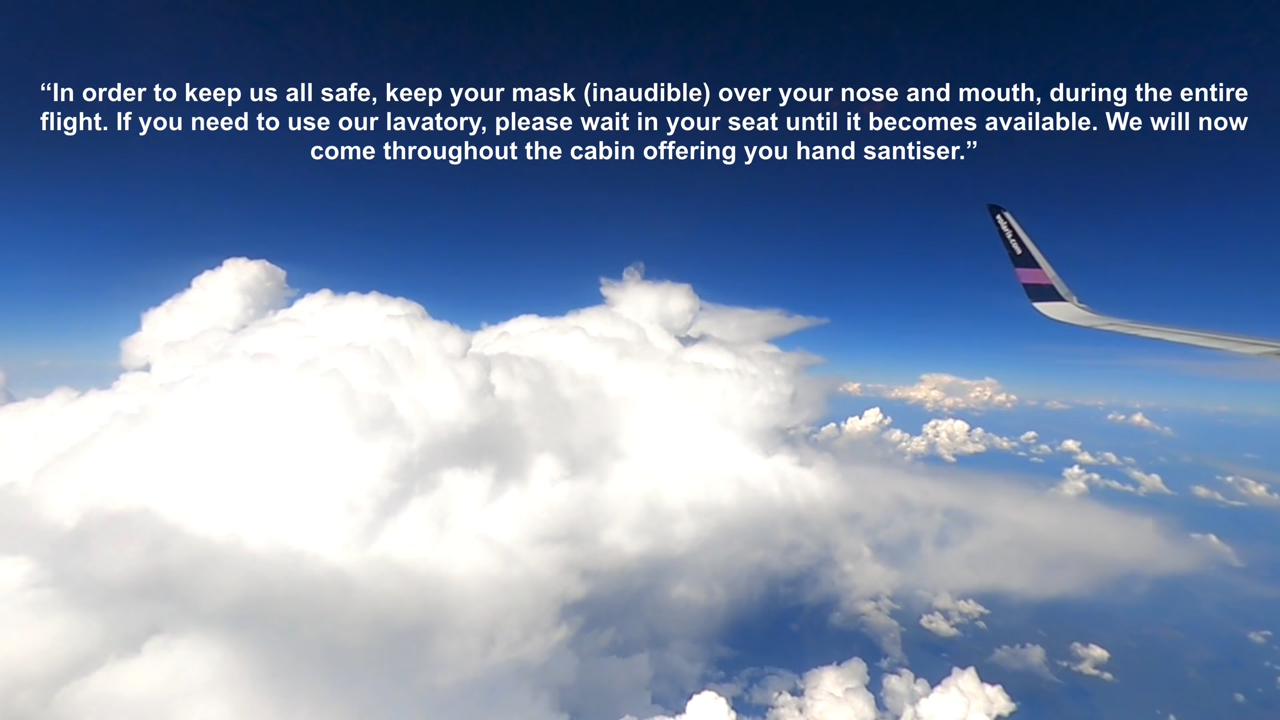 “In order to keep us all safe, keep your mask (inaudible) over your nose and mouth, during the entire
flight. If you need to use our lavatory, please wait in your seat until it becomes available. We will now
come throughout the cabin offering you hand santiser.”
volaris.com